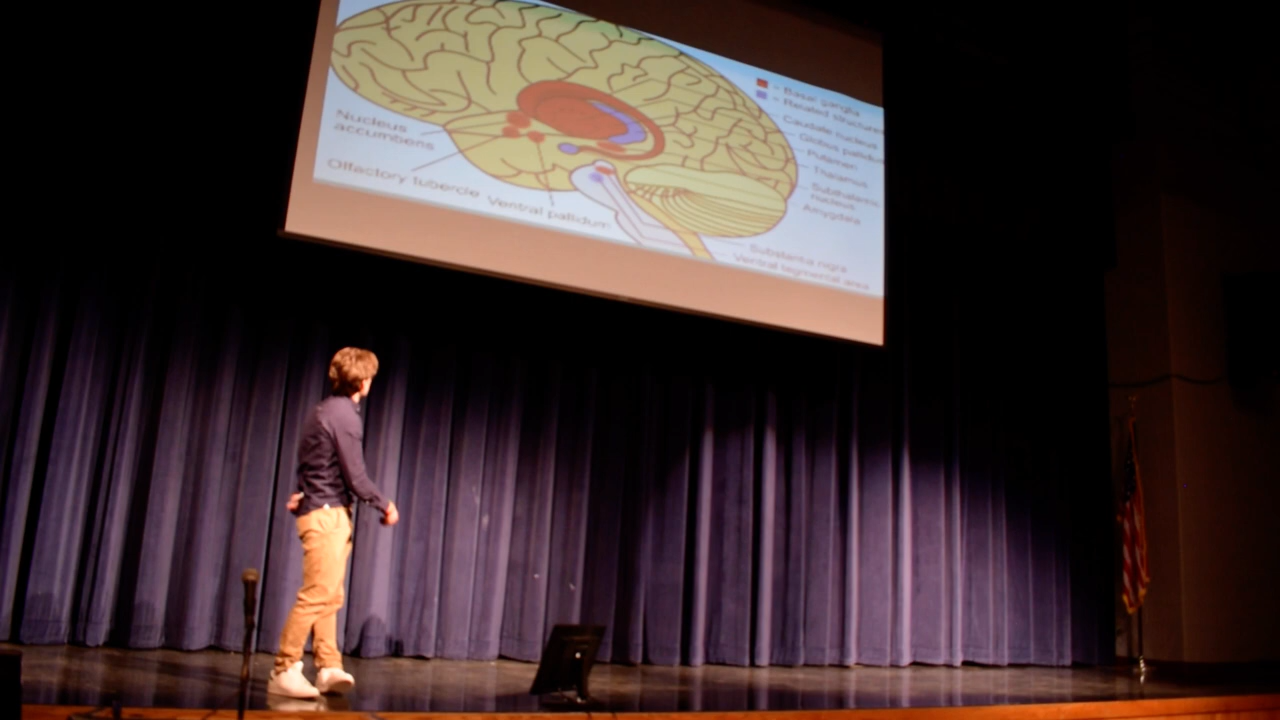 Nucleus
accumbens
Olfactory tubercle
Ventral pallidum
= Basal ganglia
= Related structures
Caudate nucleus
Globus pallidus
Putamen
Thalamus
Subthalamic
nucleus
Amygdala
Substantia nigra
Ventral tegmental area